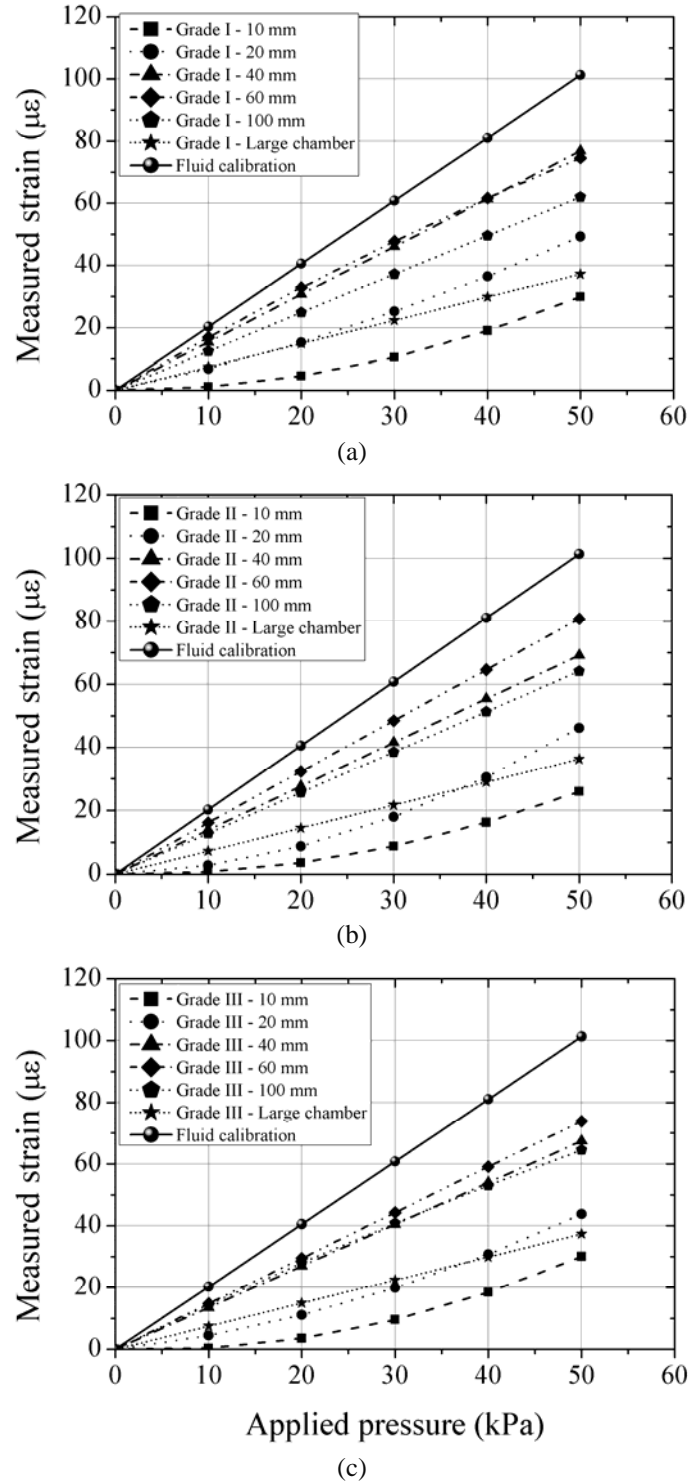 120
100
80
60
40
20
0
Measured strain (με)
Grade I - 10 mm
Grade I - 20 mm
Grade I - 40 mm
Grade I - 60 mm
Grade I - 100 mm
Grade I - Large chamber
Fluid calibration
0 10 20 30 40 50 60
(a)
120
100
80
60
40
20
0
Measured strain (με)
Grade II - 10 mm
Grade II - 20 mm
Grade II - 40 mm
Grade II - 60 mm
Grade II - 100 mm
Grade II - Large chamber
Fluid calibration
0 10 20 30 40 50 60
(b)
120
100
80
60
40
20
0
Measured strain (με)
Grade III - 10 mm
Grade III - 20 mm
Grade III - 40 mm
Grade III - 60 mm
Grade III - 100 mm
Grade III - Large chamber
Fluid calibration
0 10 20 30 40 50 60
Applied pressure (kPa)
(c)